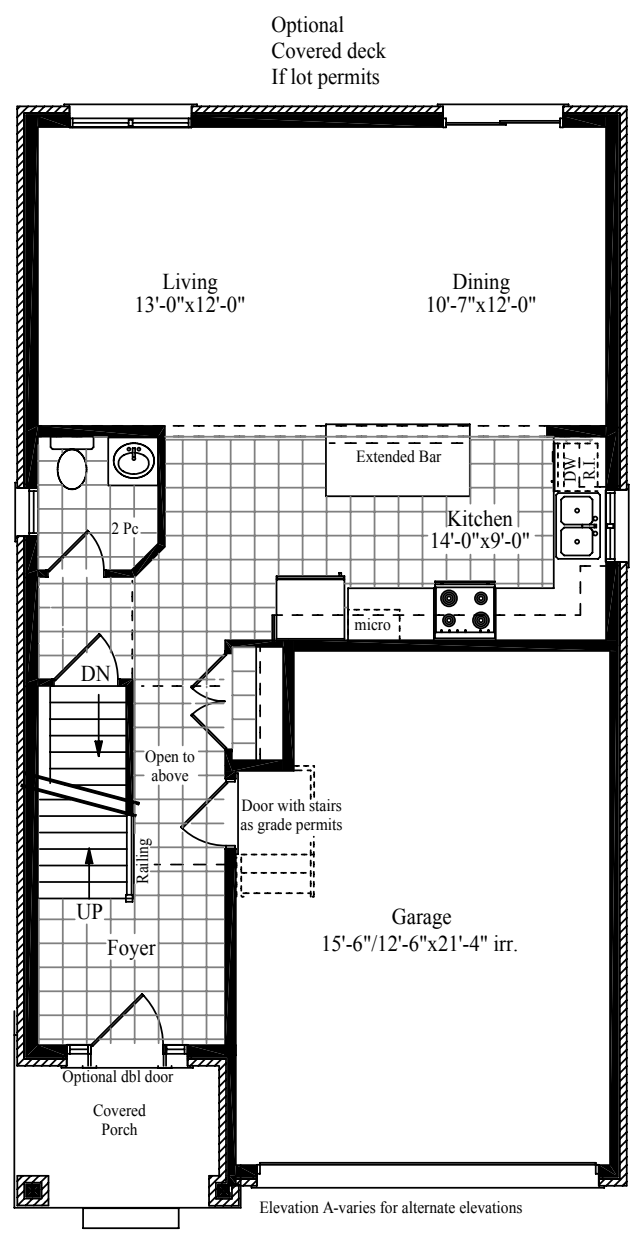 Optional
Covered deck
If lot permits
Living
13'-0"x12'-0"
Dining
10'-7"x12'-0"
Extended Bar
DW
R.I.
2 Pc
Kitchen
14'-0"x9'-0"
micro
DN
Open to
above
Door with stairs
as grade permits
Railing
UP
Foyer
Garage
15'-6"/12'-6"x21'-4" irr.
Optional dbl door
Covered
Porch
Elevation A-varies for alternate elevations